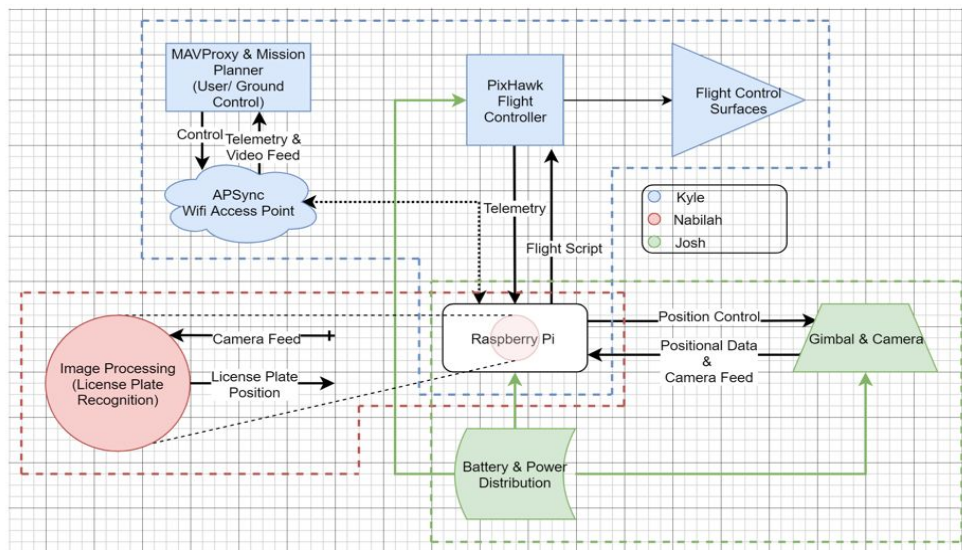 MAVProxy & Mission
Planner
(User/ Ground
Control)
PixHawk
Flight
Controller
Flight Control
Surfaces
Control
Telemetry &
Video Feed
APSync
Wifi Access Point
Telemetry
Flight Script
Kyle
Nabilah
Josh
Image Processing
(License Plate
Recognition)
Camera Feed
License Plate
Position
Raspberry Pi
Position Control
Positional Data
&
Camera Feed
Gimbal & Camera
Battery & Power
Distribution